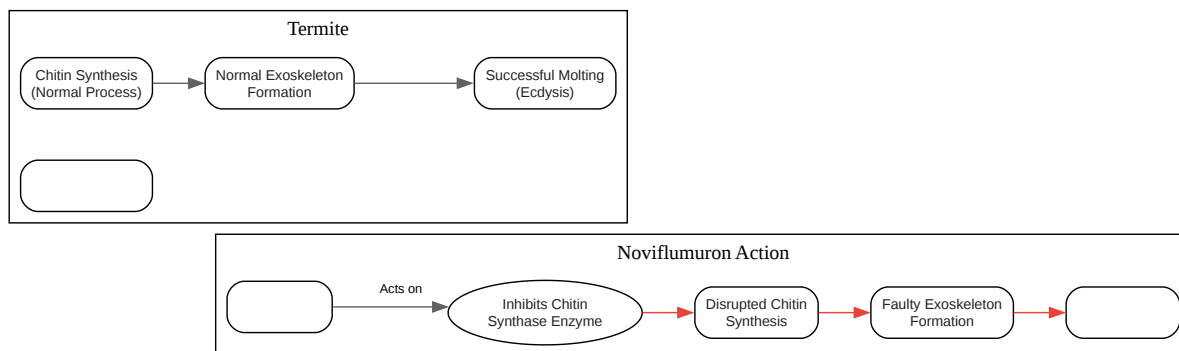 Termite
Chitin Synthesis
(Normal Process)
Normal Exoskeleton
Formation
Successful Molting
(Ecdysis)
Noviflumuron Action
Acts on
Inhibits Chitin
Synthase Enzyme
Disrupted Chitin
Synthesis
Faulty Exoskeleton
Formation